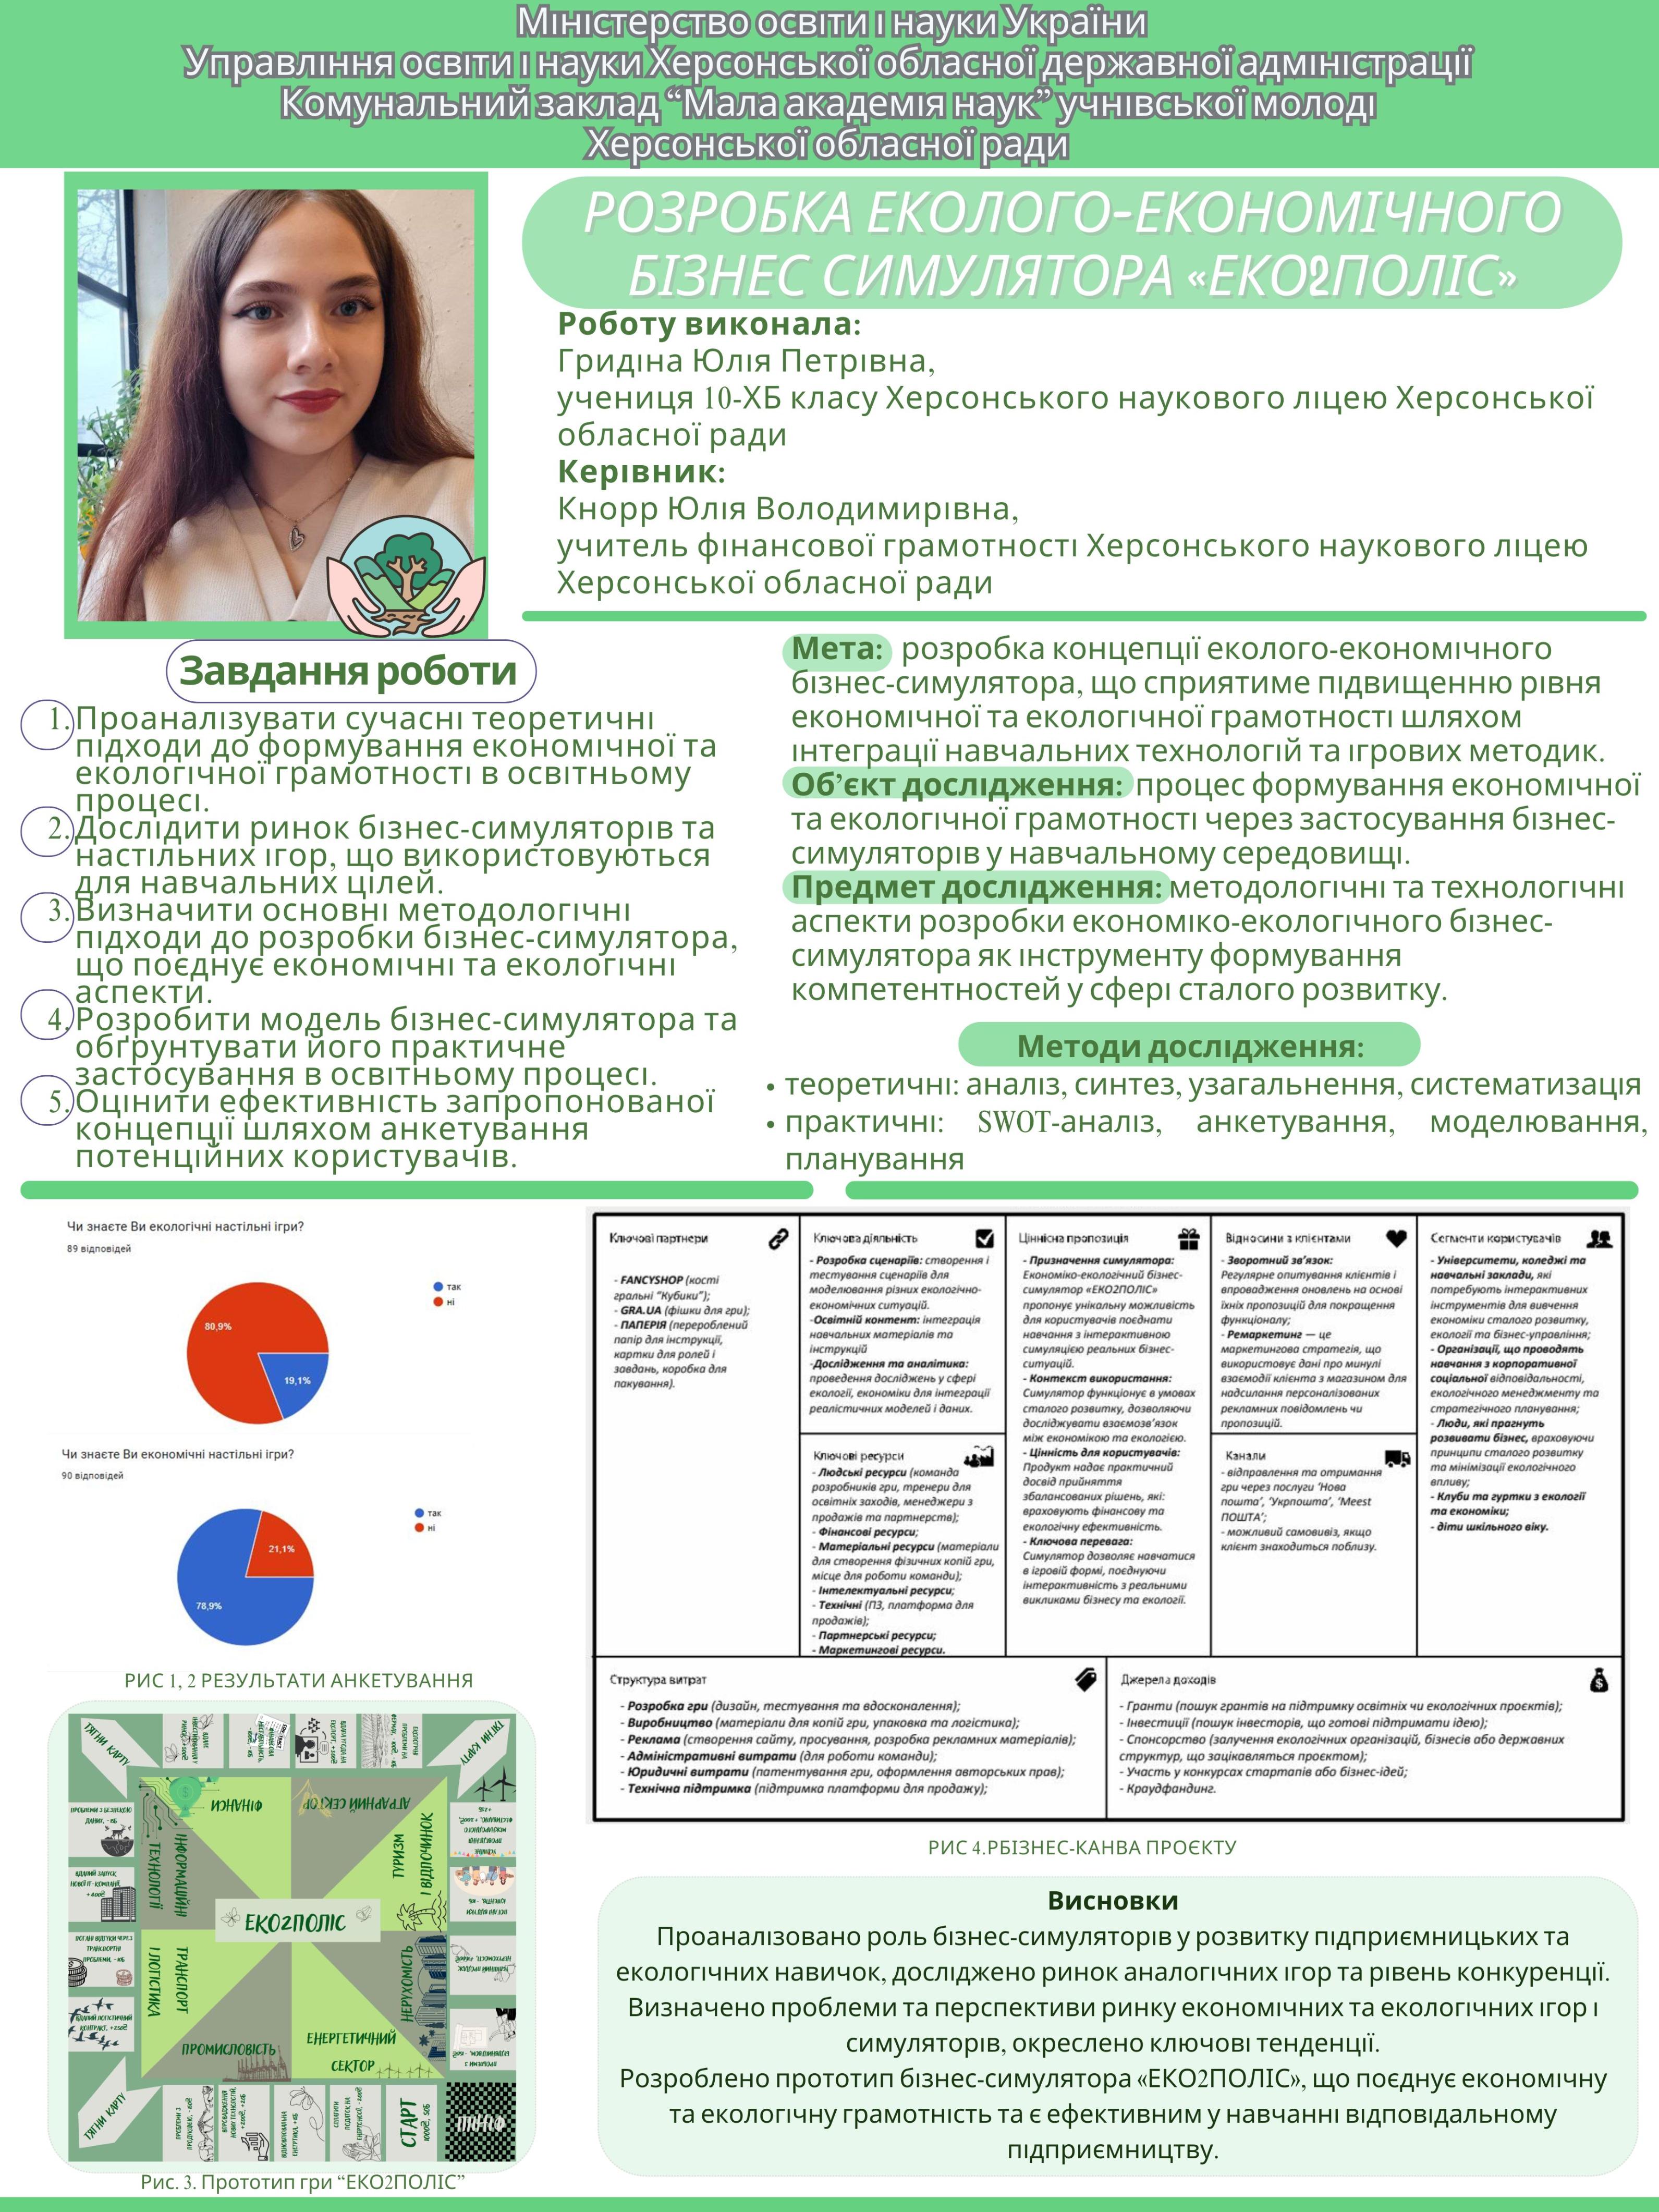 Міністерство освіти і науки України
Управління освіти і науки Херсонської обласної державної адміністрації
Комунальний заклад “Мала академія наук” учнівської молоді
Херсонської обласної ради
РОЗРОБКА ЕКОЛОГО-ЕКОНОМІЧНОГО
БІЗНЕС СИМУЛЯТОРА «ЕКО2ПОЛІС»
Роботу виконала:
Гридіна Юлія Петрівна,
учениця 10-ХБ класу Херсонського наукового ліцею Херсонської
обласної ради
Керівник:
Кнорр Юлія Володимирівна,
учитель фінансової грамотності Херсонського наукового ліцею
Херсонської обласної ради
Завдання роботи
1. Проаналізувати сучасні теоретичні
підходи до формування економічної та
екологічної грамотності в освітньому
процесі.
2. Дослідити ринок бізнес-симуляторів та
настільних ігор, що використовуються
для навчальних цілей.
3. Визначити основні методологічні
підходи до розробки бізнес-симулятора,
що поєднує економічні та екологічні
аспекти.
4. Розробити модель бізнес-симулятора та
обґрунтувати його практичне
застосування в освітньому процесі.
5. Оцінити ефективність запропонованої
концепції шляхом анкетування
потенційних користувачів.
Мета: розробка концепції еколого-економічного
бізнес-симулятора, що сприятиме підвищенню рівня
економічної та екологічної грамотності шляхом
інтеграції навчальних технологій та ігрових методик.
Об’єкт дослідження: процес формування економічної
та екологічної грамотності через застосування бізнес-
симуляторів у навчальному середовищі.
Предмет дослідження: методологічні та технологічні
аспекти розробки економіко-екологічного бізнес-
симулятора як інструменту формування
компетентностей у сфері сталого розвитку.
Методи дослідження:
• теоретичні: аналіз, синтез, узагальнення, систематизація
• практичні: SWOT-аналіз, анкетування, моделювання,
планування
Чи знаєте Ви екологічні настільні ігри?
89 відповідей
так
ні
80,9%
19,1%
Чи знаєте Ви економічні настільні ігри?
90 відповідей
так
ні
21,1%
78,9%
РИС 1, 2 РЕЗУЛЬТАТИ АНКЕТУВАННЯ
Ключові партнери
- FANCYSHOP (кості
гральні “Кубики”);
- GRA.UA (фішки для гри);
- ПАПЕРІЯ (перероблений
папір для інструкції,
картки для ролей і
завдань, коробка для
пакування).
Ключова діяльність
- Розробка сценаріїв: створення і
тестування сценаріїв для
моделювання різних екологічно-
економічних ситуацій.
-Освітній контент: інтеграція
навчальних матеріалів та
інструкцій
-Дослідження та аналітика:
проведення досліджень у сфері
екології, економіки для інтеграції
реалістичних моделей і даних.
Ключові ресурси
- Людські ресурси (команда
розробників гри, тренери для
освітніх заходів, менеджери з
продажів та партнерств);
- Фінансові ресурси;
- Матеріальні ресурси (матеріали
для створення фізичних копій гри,
місце для роботи команди);
- Інтелектуальні ресурси;
- Технічні (ПЗ, платформа для
продажів);
- Партнерські ресурси;
- Маркетингові ресурси.
Ціннісна пропозиція
- Призначення симулятора:
Економіко-екологічний бізнес-
симулятор «ЕКО2ПОЛІС»
пропонує унікальну можливість
для користувачів поєднати
навчання з інтерактивною
симуляцією реальних бізнес-
ситуацій.
- Контекст використання:
Симулятор функціонує в умовах
сталого розвитку, дозволяючи
досліджувати взаємозв’язок
між економікою та екологією.
- Цінність для користувачів:
Продукт надає практичний
досвід прийняття
збалансованих рішень, які:
враховують фінансову та
екологічну ефективність.
- Ключова перевага:
Симулятор дозволяє навчатися
в ігровій формі, поєднуючи
інтерактивність з реальними
викликами бізнесу та екології.
Відносини з клієнтами
- Зворотний зв’язок:
Регулярне опитування клієнтів і
впровадження оновлень на основі
їхніх пропозицій для покращення
функціоналу;
- Ремаркетинг — це
маркетингова стратегія, що
використовує дані про минулі
взаємодії клієнта з магазином для
надсилання персоналізованих
рекламних повідомлень чи
пропозицій.
Канали
- відправлення та отримання
гри через послуги ‘Нова
пошта’, ‘Укрпошта’, ‘Meest
ПОШТА’;
- можливий самовивіз, якщо
клієнт знаходиться поблизу.
Сегменти користувачів
- Університети, коледжі та
навчальні заклади, які
потребують інтерактивних
інструментів для вивчення
економіки сталого розвитку,
екології та бізнес-управління;
- Організації, що проводять
навчання з корпоративної
соціальної відповідальності,
екологічного менеджменту та
стратегічного планування;
- Люди, які прагнуть
розвивати бізнес, враховуючи
принципи сталого розвитку
та мінімізації екологічного
впливу;
- Клуби та гуртки з екології
та економіки;
- діти шкільного віку.
Структура витрат
- Розробка гри (дизайн, тестування та вдосконалення);
- Виробництво (матеріали для копій гри, упаковка та логістика);
- Реклама (створення сайту, просування, розробка рекламних матеріалів);
- Адміністративні витрати (для роботи команди);
- Юридичні витрати (патентування гри, оформлення авторських прав);
- Технічна підтримка (підтримка платформи для продажу);
Джерела доходів
- Гранти (пошук грантів на підтримку освітніх чи екологічних проєктів);
- Інвестиції (пошук інвесторів, що готові підтримати ідею);
- Спонсорство (залучення екологічних організацій, бізнесів або державних
структур, що зацікавляться проєктом);
- Участь у конкурсах стартапів або бізнес-ідей;
- Краудфандинг.
РИС 4.РБІЗНЕС-КАНВА ПРОЄКТУ
ТЯГНИ КАРТУ
ТЯГНИ КАРТУ
ФІНАНСИ
АГРАРНИЙ СЕКТОР
ІНФОРМАЦІЙНІ
ТЕХНОЛОГІЇ
ТУРИЗМ
І ВІДПОЧИНОК
ЕКО2ПОЛІС
ТРАНСПОРТ
І ЛОГІСТИКА
НЕРУХОМІСТЬ
ПРОМИСЛОВІСТЬ
ЕНЕРГЕТИЧНИЙ
СЕКТОР
ТЯГНИ КАРТУ
СТАРТ
Рис. 3. Прототип гри “ЕКО2ПОЛІС”
Висновки
Проаналізовано роль бізнес-симуляторів у розвитку підприємницьких та
екологічних навичок, досліджено ринок аналогічних ігор та рівень конкуренції.
Визначено проблеми та перспективи ринку економічних та екологічних ігор і
симуляторів, окреслено ключові тенденції.
Розроблено прототип бізнес-симулятора «ЕКО2ПОЛІС», що поєднує економічну
та екологічну грамотність та є ефективним у навчанні відповідальному
підприємництву.